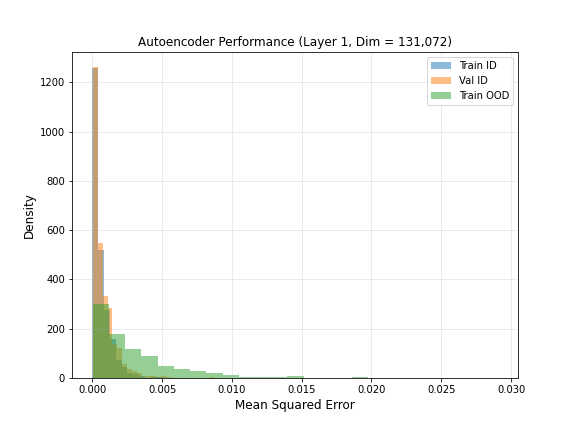 Autoencoder Performance (Layer 1, Dim = 131,072)
Train ID
Val ID
Train OOD
1200
1000
800
600
400
200
0
Density
0.000 0.005 0.010 0.015 0.020 0.025 0.030
Mean Squared Error